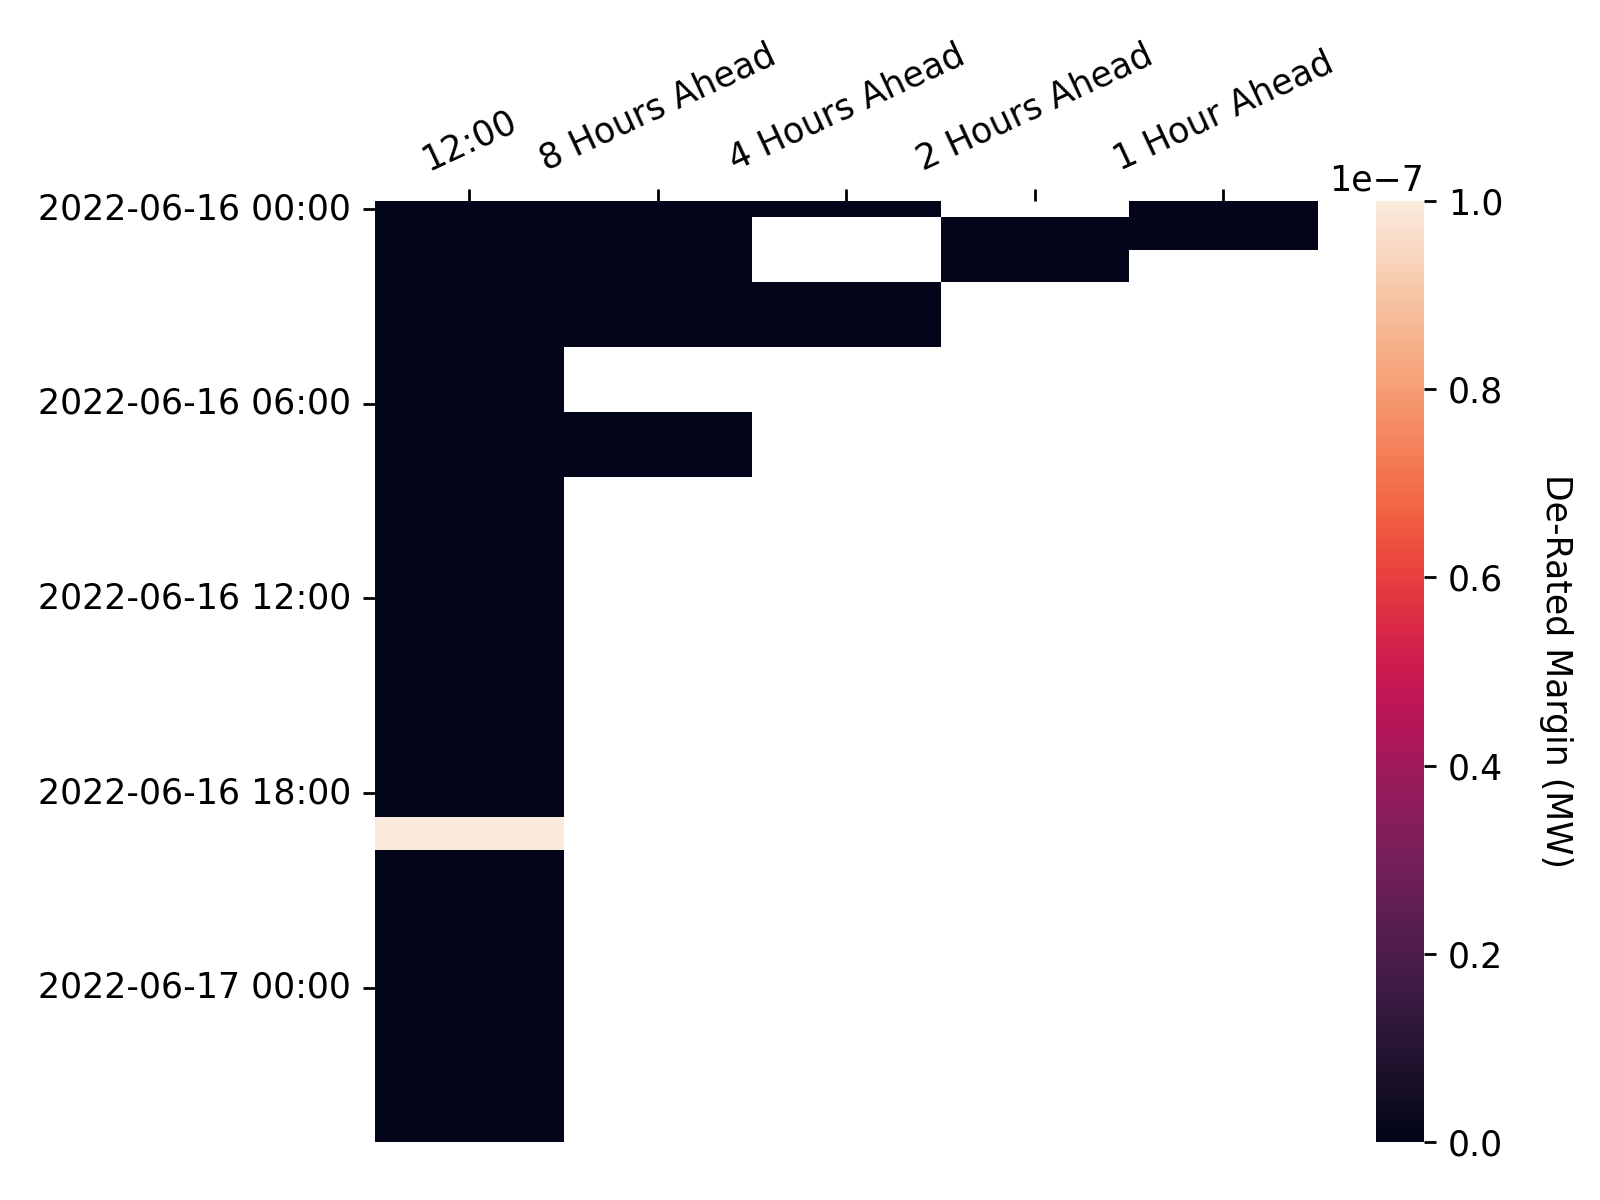 12:00
8 Hours Ahead
4 Hours Ahead
2 Hours Ahead
1 Hour Ahead
2022-06-16 00:00
2022-06-16 06:00
2022-06-16 12:00
2022-06-16 18:00
2022-06-17 00:00
1e−7
1.0
0.8
0.6
0.4
0.2
0.0
De-Rated Margin (MW)